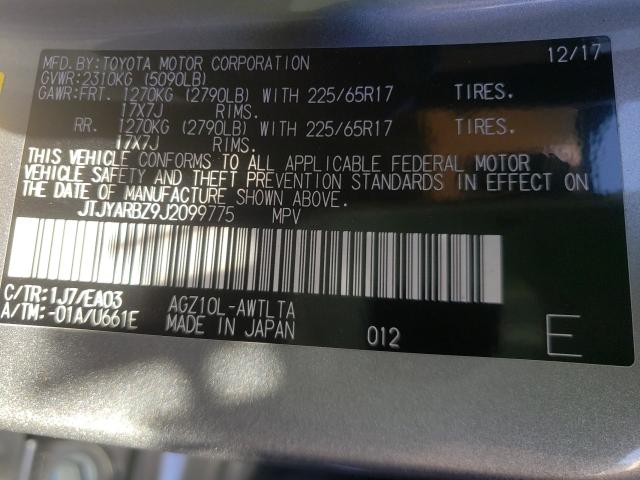 MFD.BY:TOYOTA MOTOR CORPORATION 12/17
GVWR:2310KG (5090LB)
GAWR:FRT. 1270KG (2790LB) WITH 225/65R17 TIRES.
17X7J RIMS.
RR. 1270KG (2790LB) WITH 225/65R17 TIRES.
17X7J RIMS.
THIS VEHICLE CONFORMS TO ALL APPLICABLE FEDERAL MOTOR
VEHICLE SAFETY AND THEFT PREVENTION STANDARDS IN EFFECT ON
THE DATE OF MANUFACTURE SHOWN ABOVE.
JTJYARBZ9J2099775 MPV
C/TR:1J7/EA03 AGZ10L-AWTLTA
A/TM:-01A/U661E MADE IN JAPAN 012 E